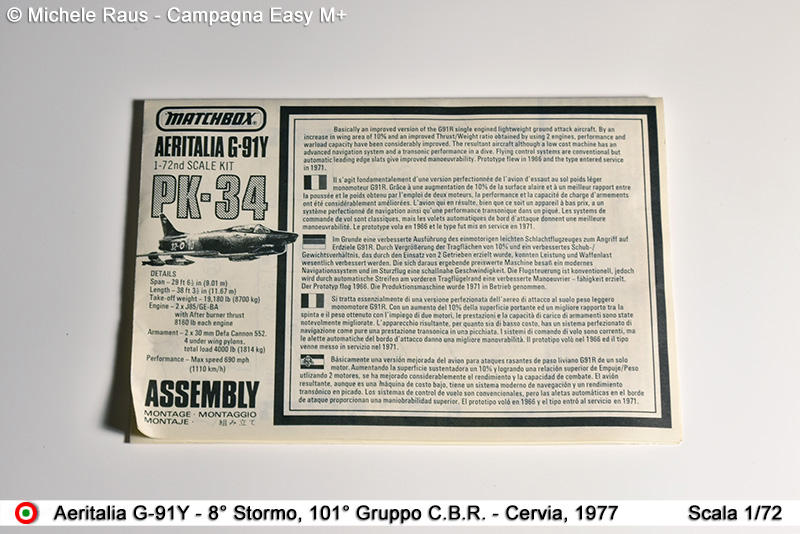 © Michele Raus - Campagna Easy M+
MATCHBOX
AERITALIA G-91Y
1-72nd SCALE KIT
PK-34
DETAILS
Span - 29 ft 6½ in (9.01 m)
Length - 38 ft 3½ in (11.67 m)
Take-off weight - 19,180 lb (8700 kg)
Engine - 2 x J85/GE-BA
with After burner thrust
8160 lb each engine
Armament - 2 x 30 mm Defa Cannon 552.
4 under wing pylons,
total load 4000 lb (1814 kg)
Performance - Max speed 690 mph
(1110 km/h)
ASSEMBLY
MONTAGE · MONTAGGIO
MONTAJE · 組み立て
Basically an improved version of the G91R single engined lightweight ground attack aircraft. By an
increase in wing area of 10% and an improved Thrust/Weight ratio obtained by using 2 engines, performance and
warload capacity have been considerably improved. The resultant aircraft although a low cost machine has an
advanced navigation system and a transonic performance in a dive. Flying control systems are conventional but
automatic leading edge slats give improved manoeuvrability. Prototype flew in 1966 and the type entered service
in 1971.
Il s'agit fondamentalement d'une version perfectionnée de l'avion d'assaut au sol poids léger
monomoteur G91R. Grâce à une augmentation de 10% de la surface alaire et à un meilleur rapport entre
la poussée et le poids obtenu par l'emploi de deux moteurs, la performance et la capacité de charge d'armements
ont été considérablement améliorées. L'avion qui en résulte, bien que ce soit un appareil à bas prix, a un
système perfectionné de navigation ainsi qu'une performance transonique dans un piqué. Les systems de
commande de vol sont classiques, mais les volets automatiques de bord d'attaque donnent une meilleure
manoeuvrabilité. Le prototype vola en 1966 et le type fut mis en service en 1971.
Im Grunde eine verbesserte Ausführung des einmotorigen leichten Schlachtflugzeuges zum Angriff auf
Erdziele G91R. Durch Vergrößerung der Tragflächen von 10% und ein verbessertes Schub-/
Gewichtsverhältnis, das durch den Einsatz von 2 Getrieben erzielt wurde, konnten Leistung und Waffenlast
wesentlich verbessert werden. Die sich daraus ergebende preiswerte Maschine besaß ein modernes
Navigationssystem und im Sturzflug eine schallnahe Geschwindigkeit. Die Flugsteuerung ist konventionell, jedoch
wird durch automatische Streifen am vorderen Tragflügelrand eine verbesserte Manoeuvrier - fähigkeit erzielt.
Der Prototyp flog 1966. Die Produktionsmaschine wurde 1971 in Betrieb genommen.
Si tratta essenzialmente di una versione perfezionata dell'aereo di attacco al suolo peso leggero
monomotore G91R. Con un aumento del 10% della superficie portante ed un migliore rapporto tra la
spinta e il peso ottenuto con l'impiego di due motori, le prestazioni e la capacità di carico di armamenti sono state
notevolmente migliorate. L'apparecchio risultante, per quanto sia di basso costo, ha un sistema perfezionato di
navigazione come pure una prestazione transonica in una picchiata. I sistemi di comando di volo sono correnti, ma
le alette automatiche del bordo d'attacco danno una migliore manovrabilità. Il prototipo volò nel 1966 ed il tipo
venne messo in servizio nel 1971.
Básicamente una versión mejorada del avion para ataques rasantes de paso liviano G91R de un solo
motor. Aumentando la superficie sustentadora un 10% y logrando una relación superior de Empuje/Peso
utlizando 2 motores, se ha mejorado considerablemente el rendimiento y la capacidad de combate. El avión
resultante, aunque es una máquina de costo bajo, tiene un sistema moderno de navegación y un rendimiento
transónico en picado. Los sistemas de control de vuelo son convencionales, pero las aletas automáticas en el borde
de ataque proporcionan una maniobrabilidad superior. El prototipo voló en 1966 y el tipo entró al servicio en 1971.
Aeritalia G-91Y - 8° Stormo, 101° Gruppo C.B.R. - Cervia, 1977 Scala 1/72